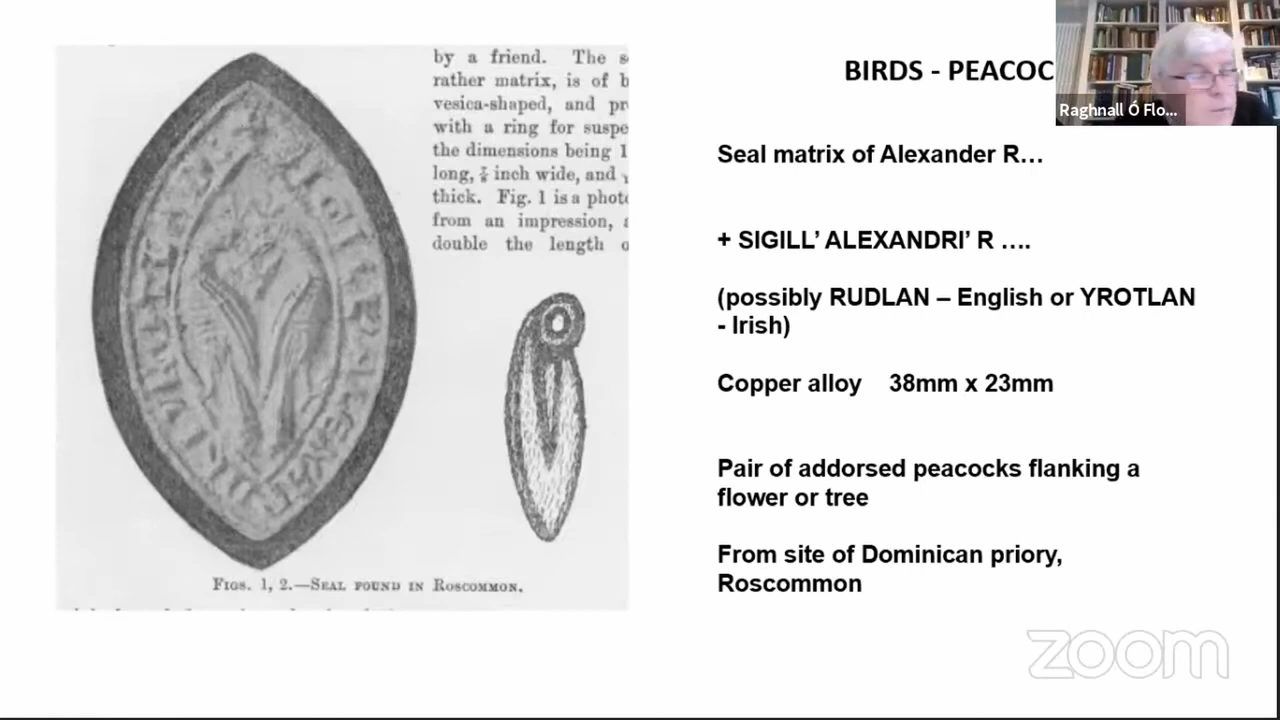 by a friend. The s
rather matrix, is of b
vesica-shaped, and pr
with a ring for suspe
the dimensions being 1
long, ⅞ inch wide, and
thick. Fig. 1 is a photo
from an impression,
double the length o
FIGS. 1, 2.—SEAL FOUND IN ROSCOMMON.
BIRDS - PEACOC
Raghnall Ó Flo...
Seal matrix of Alexander R…
+ SIGILL’ ALEXANDRI’ R ….
(possibly RUDLAN – English or YROTLAN
- Irish)
Copper alloy 38mm x 23mm
Pair of addorsed peacocks flanking a
flower or tree
From site of Dominican priory,
Roscommon
zoom